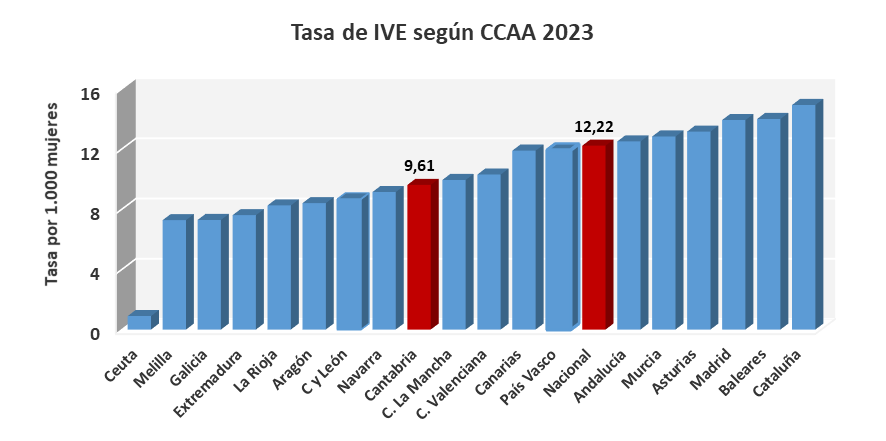 Tasa de IVE según CCAA 2023
Tasa por 1.000 mujeres
16
12
8
4
0
9,61
12,22
Ceuta
Melilla
Galicia
Extremadura
La Rioja
Aragón
C y León
Navarra
Cantabria
C. La Mancha
C. Valenciana
Canarias
País Vasco
Nacional
Andalucía
Murcia
Asturias
Madrid
Baleares
Cataluña